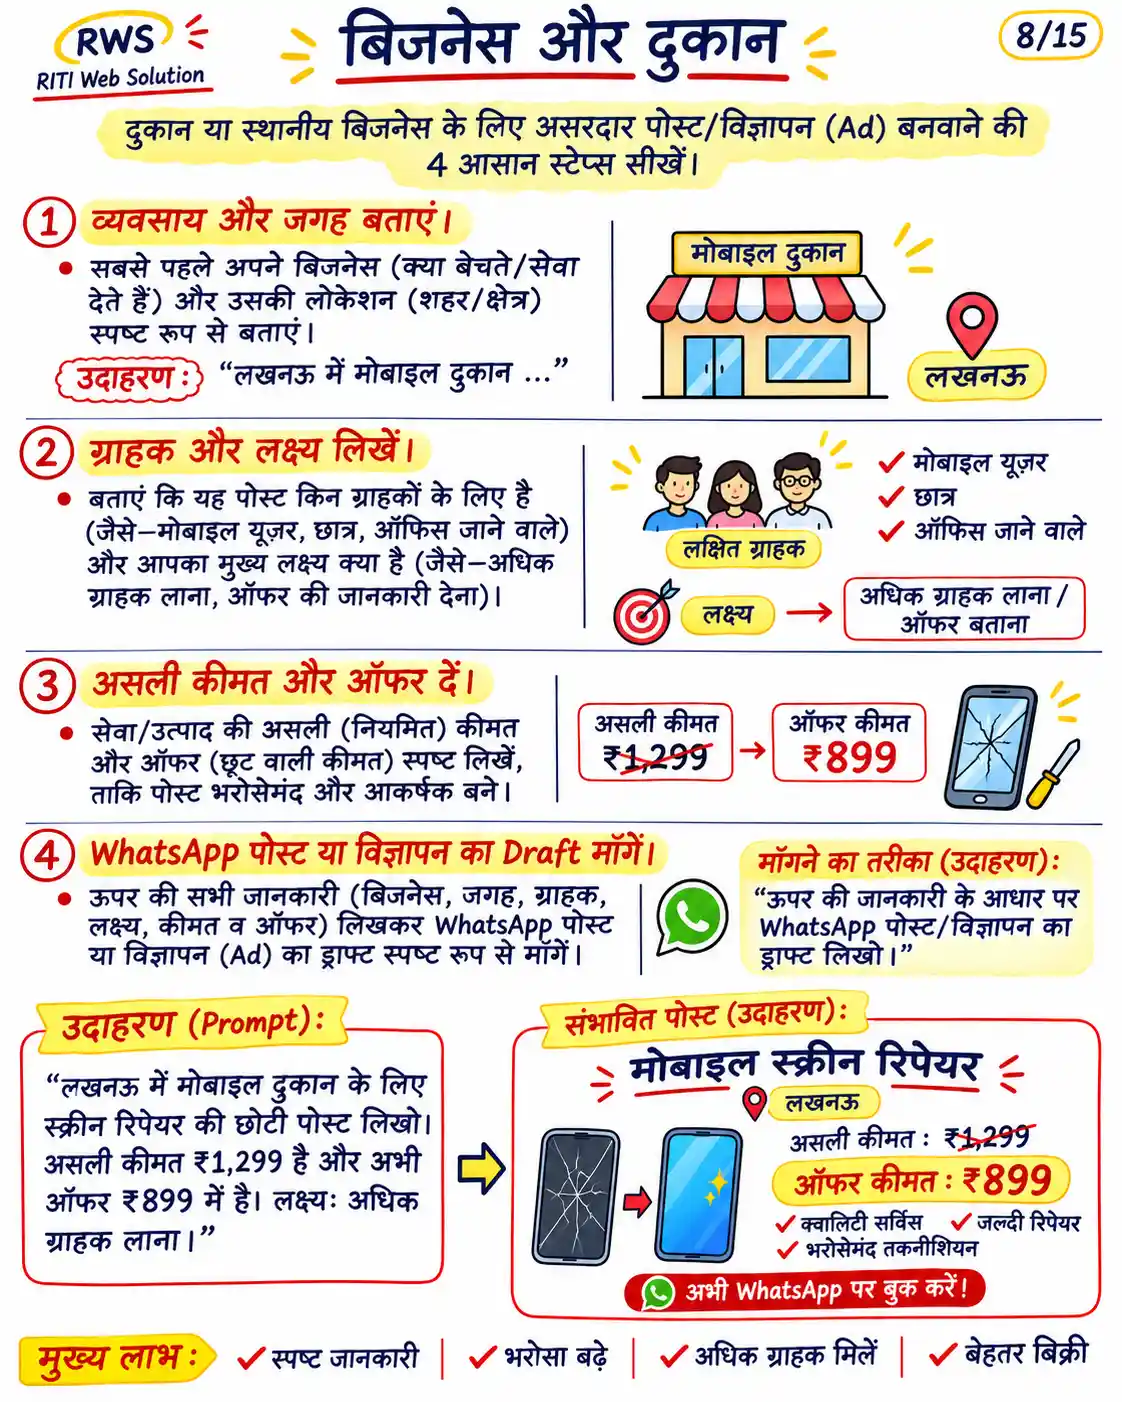 RWS
RITI Web Solution
बिजनेस और दुकान
8/15
दुकान या स्थानीय बिजनेस के लिए असरदार पोस्ट/विज्ञापन (Ad) बनवाने की
4 आसान स्टेप्स सीखें।
1 व्यवसाय और जगह बताएं।
• सबसे पहले अपने बिजनेस (क्या बेचते/सेवा
देते हैं) और उसकी लोकेशन (शहर/क्षेत्र)
स्पष्ट रूप से बताएं।
उदाहरण: “लखनऊ में मोबाइल दुकान ...”
मोबाइल दुकान
लखनऊ
2 ग्राहक और लक्ष्य लिखें।
• बताएं कि यह पोस्ट किन ग्राहकों के लिए है
(जैसे–मोबाइल यूज़र, छात्र, ऑफिस जाने वाले)
और आपका मुख्य लक्ष्य क्या है (जैसे–अधिक
ग्राहक लाना, ऑफर की जानकारी देना)।
लक्षित ग्राहक
✓ मोबाइल यूज़र
✓ छात्र
✓ ऑफिस जाने वाले
लक्ष्य
अधिक ग्राहक लाना /
ऑफर बताना
3 असली कीमत और ऑफर दें।
• सेवा/उत्पाद की असली (नियमित) कीमत
और ऑफर (छूट वाली कीमत) स्पष्ट लिखें,
ताकि पोस्ट भरोसेमंद और आकर्षक बने।
असली कीमत
₹1,299
ऑफर कीमत
₹899
4 WhatsApp पोस्ट या विज्ञापन का Draft माँगें।
• ऊपर की सभी जानकारी (बिजनेस, जगह, ग्राहक,
लक्ष्य, कीमत व ऑफर) लिखकर WhatsApp पोस्ट
या विज्ञापन (Ad) का ड्राफ्ट स्पष्ट रूप से माँगें।
माँगने का तरीका (उदाहरण):
“ऊपर की जानकारी के आधार पर
WhatsApp पोस्ट/विज्ञापन का
ड्राफ्ट लिखो।”
उदाहरण (Prompt):
“लखनऊ में मोबाइल दुकान के लिए
स्क्रीन रिपेयर की छोटी पोस्ट लिखो।
असली कीमत ₹1,299 है और अभी
ऑफर ₹899 में है। लक्ष्य: अधिक
ग्राहक लाना।”
संभावित पोस्ट (उदाहरण):
मोबाइल स्क्रीन रिपेयर
लखनऊ
असली कीमत : ₹1,299
ऑफर कीमत : ₹899
✓ क्वालिटी सर्विस ✓ जल्दी रिपेयर
✓ भरोसेमंद तकनीशियन
अभी WhatsApp पर बुक करें!
मुख्य लाभ: ✓ स्पष्ट जानकारी | ✓ भरोसा बढ़े | ✓ अधिक ग्राहक मिलें | ✓ बेहतर बिक्री